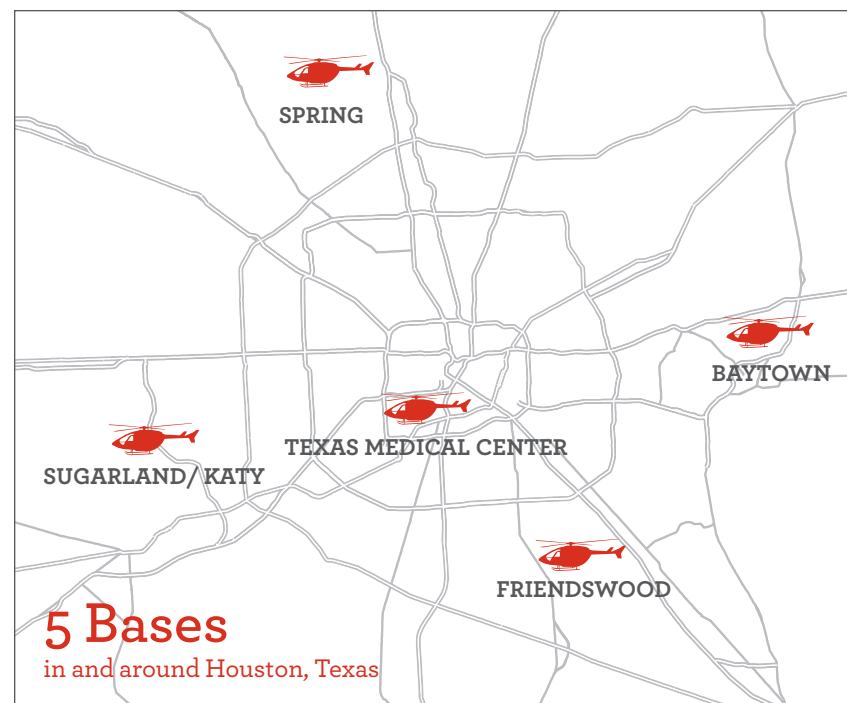 SPRING
BAYTOWN
TEXAS MEDICAL CENTER
SUGARLAND/ KATY
FRIENDSWOOD
5 Bases
in and around Houston, Texas